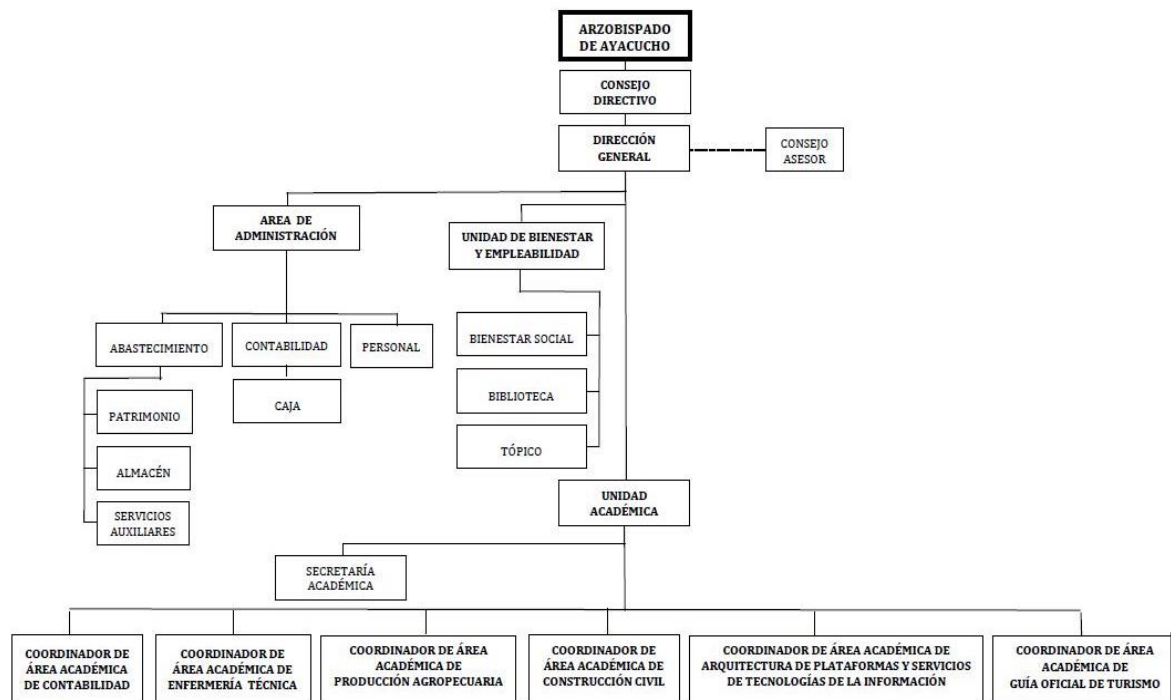 ARZOBISPADO
DE AYACUCHO
CONSEJO
DIRECTIVO
DIRECCIÓN
GENERAL
CONSEJO
ASESOR
AREA DE
ADMINISTRACIÓN
UNIDAD DE BIENESTAR
Y EMPLEABILIDAD
ABASTECIMIENTO
CONTABILIDAD
PERSONAL
PATRIMONIO
ALMACÉN
SERVICIOS
AUXILIARES
CAJA
BIENESTAR SOCIAL
BIBLIOTECA
TÓPICO
UNIDAD
ACADÉMICA
SECRETARÍA
ACADÉMICA
COORDINADOR DE
ÁREA ACADÉMICA
DE CONTABILIDAD
COORDINADOR DE
ÁREA ACADÉMICA DE
ENFERMERÍA TÉCNICA
COORDINADOR DE ÁREA
ACADÉMICA DE
PRODUCCIÓN AGROPECUARIA
COORDINADOR DE
ÁREA ACADÉMICA DE
CONSTRUCCIÓN CIVIL
COORDINADOR DE ÁREA ACADÉMICA DE
ARQUITECTURA DE PLATAFORMAS Y SERVICIOS
DE TECNOLOGÍAS DE LA INFORMACIÓN
COORDINADOR DE ÁREA
ACADÉMICA DE
GUÍA OFICIAL DE TURISMO